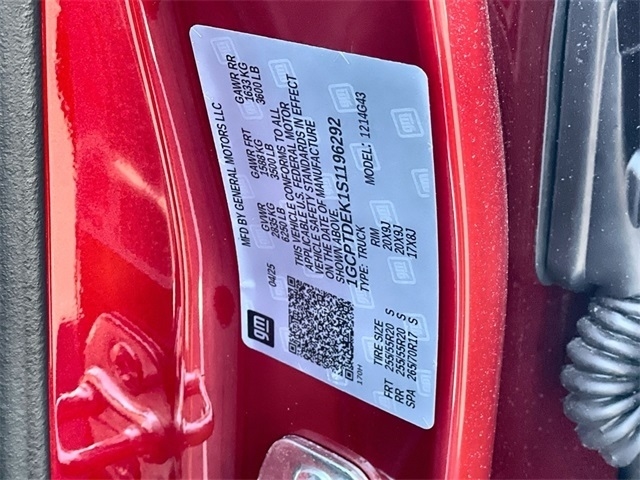 MFD BY GENERAL MOTORS LLC
04/25
GVWR
2835 KG
6250 LB
GAWR FRT
1588 KG
3500 LB
GAWR RR
1633 KG
3600 LB
THIS VEHICLE CONFORMS TO ALL
APPLICABLE U.S. FEDERAL MOTOR
VEHICLE SAFETY STANDARDS IN EFFECT
ON THE DATE OF MANUFACTURE
SHOWN ABOVE.
1GCPTDEK1S1196292
TYPE: TRUCK
MODEL: 1214G43
gm
170H
TIRE SIZE RIM
FRT 255/55R20 S 20X9J
RR 255/55R20 S 20X9J
SPA 265/70R17 S 17X8J